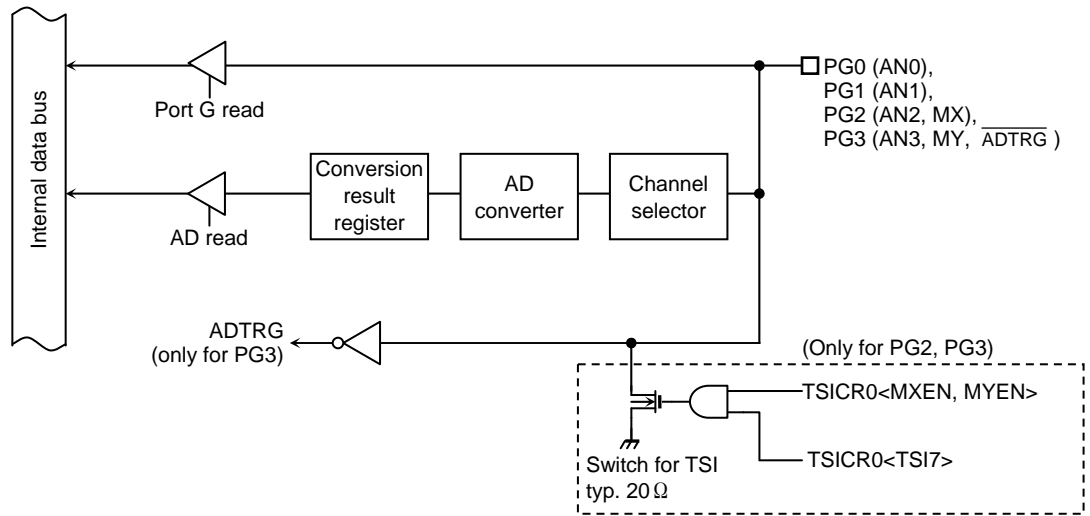 Internal data bus
Port G read
PG0 (AN0),
PG1 (AN1),
PG2 (AN2, MX),
PG3 (AN3, MY, ADTRG )
AD read
Conversion
result
register
AD
converter
Channel
selector
ADTRG
(only for PG3)
(Only for PG2, PG3)
TSICR0<MXEN, MYEN>
TSICR0<TSI7>
Switch for TSI
typ. 20Ω